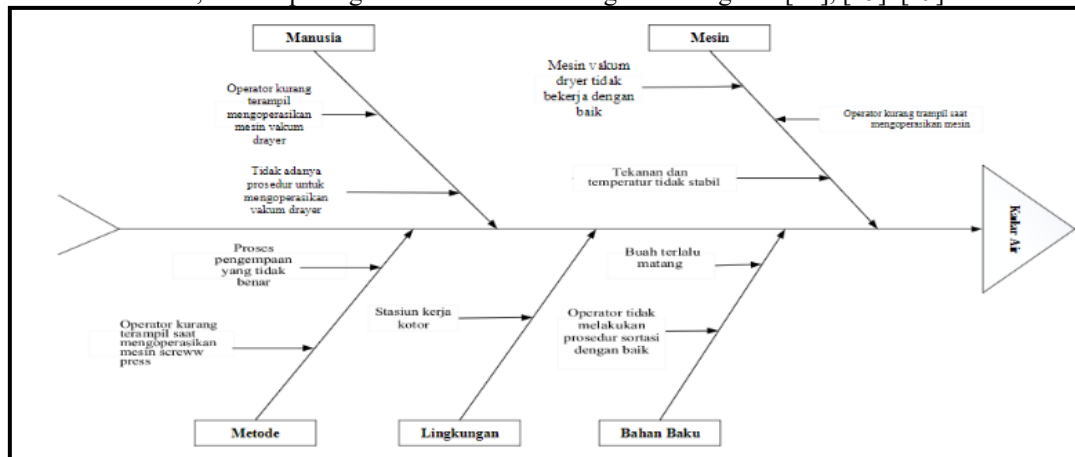 Manusia
Mesin
Operator kurang
terampil
mengoperasikan
mesin vakum
drayer
Mesin vakum
dryer tidak
bekerja dengan
baik
Operator kurang trampil saat
mengoperasikan mesin
Tidak adanya
prosedur untuk
mengoperasikan
vakum drayer
Tekanan dan
temperatur tidak stabil
Kadar Air
Proses
pengempaan
yang tidak
benar
Buah terlalu
matang
Operator kurang
terampil saat
mengoperasikan
mesin screww
press
Stasiun kerja
kotor
Operator tidak
melakukan
prosedur sortasi
dengan baik
Metode
Lingkungan
Bahan Baku